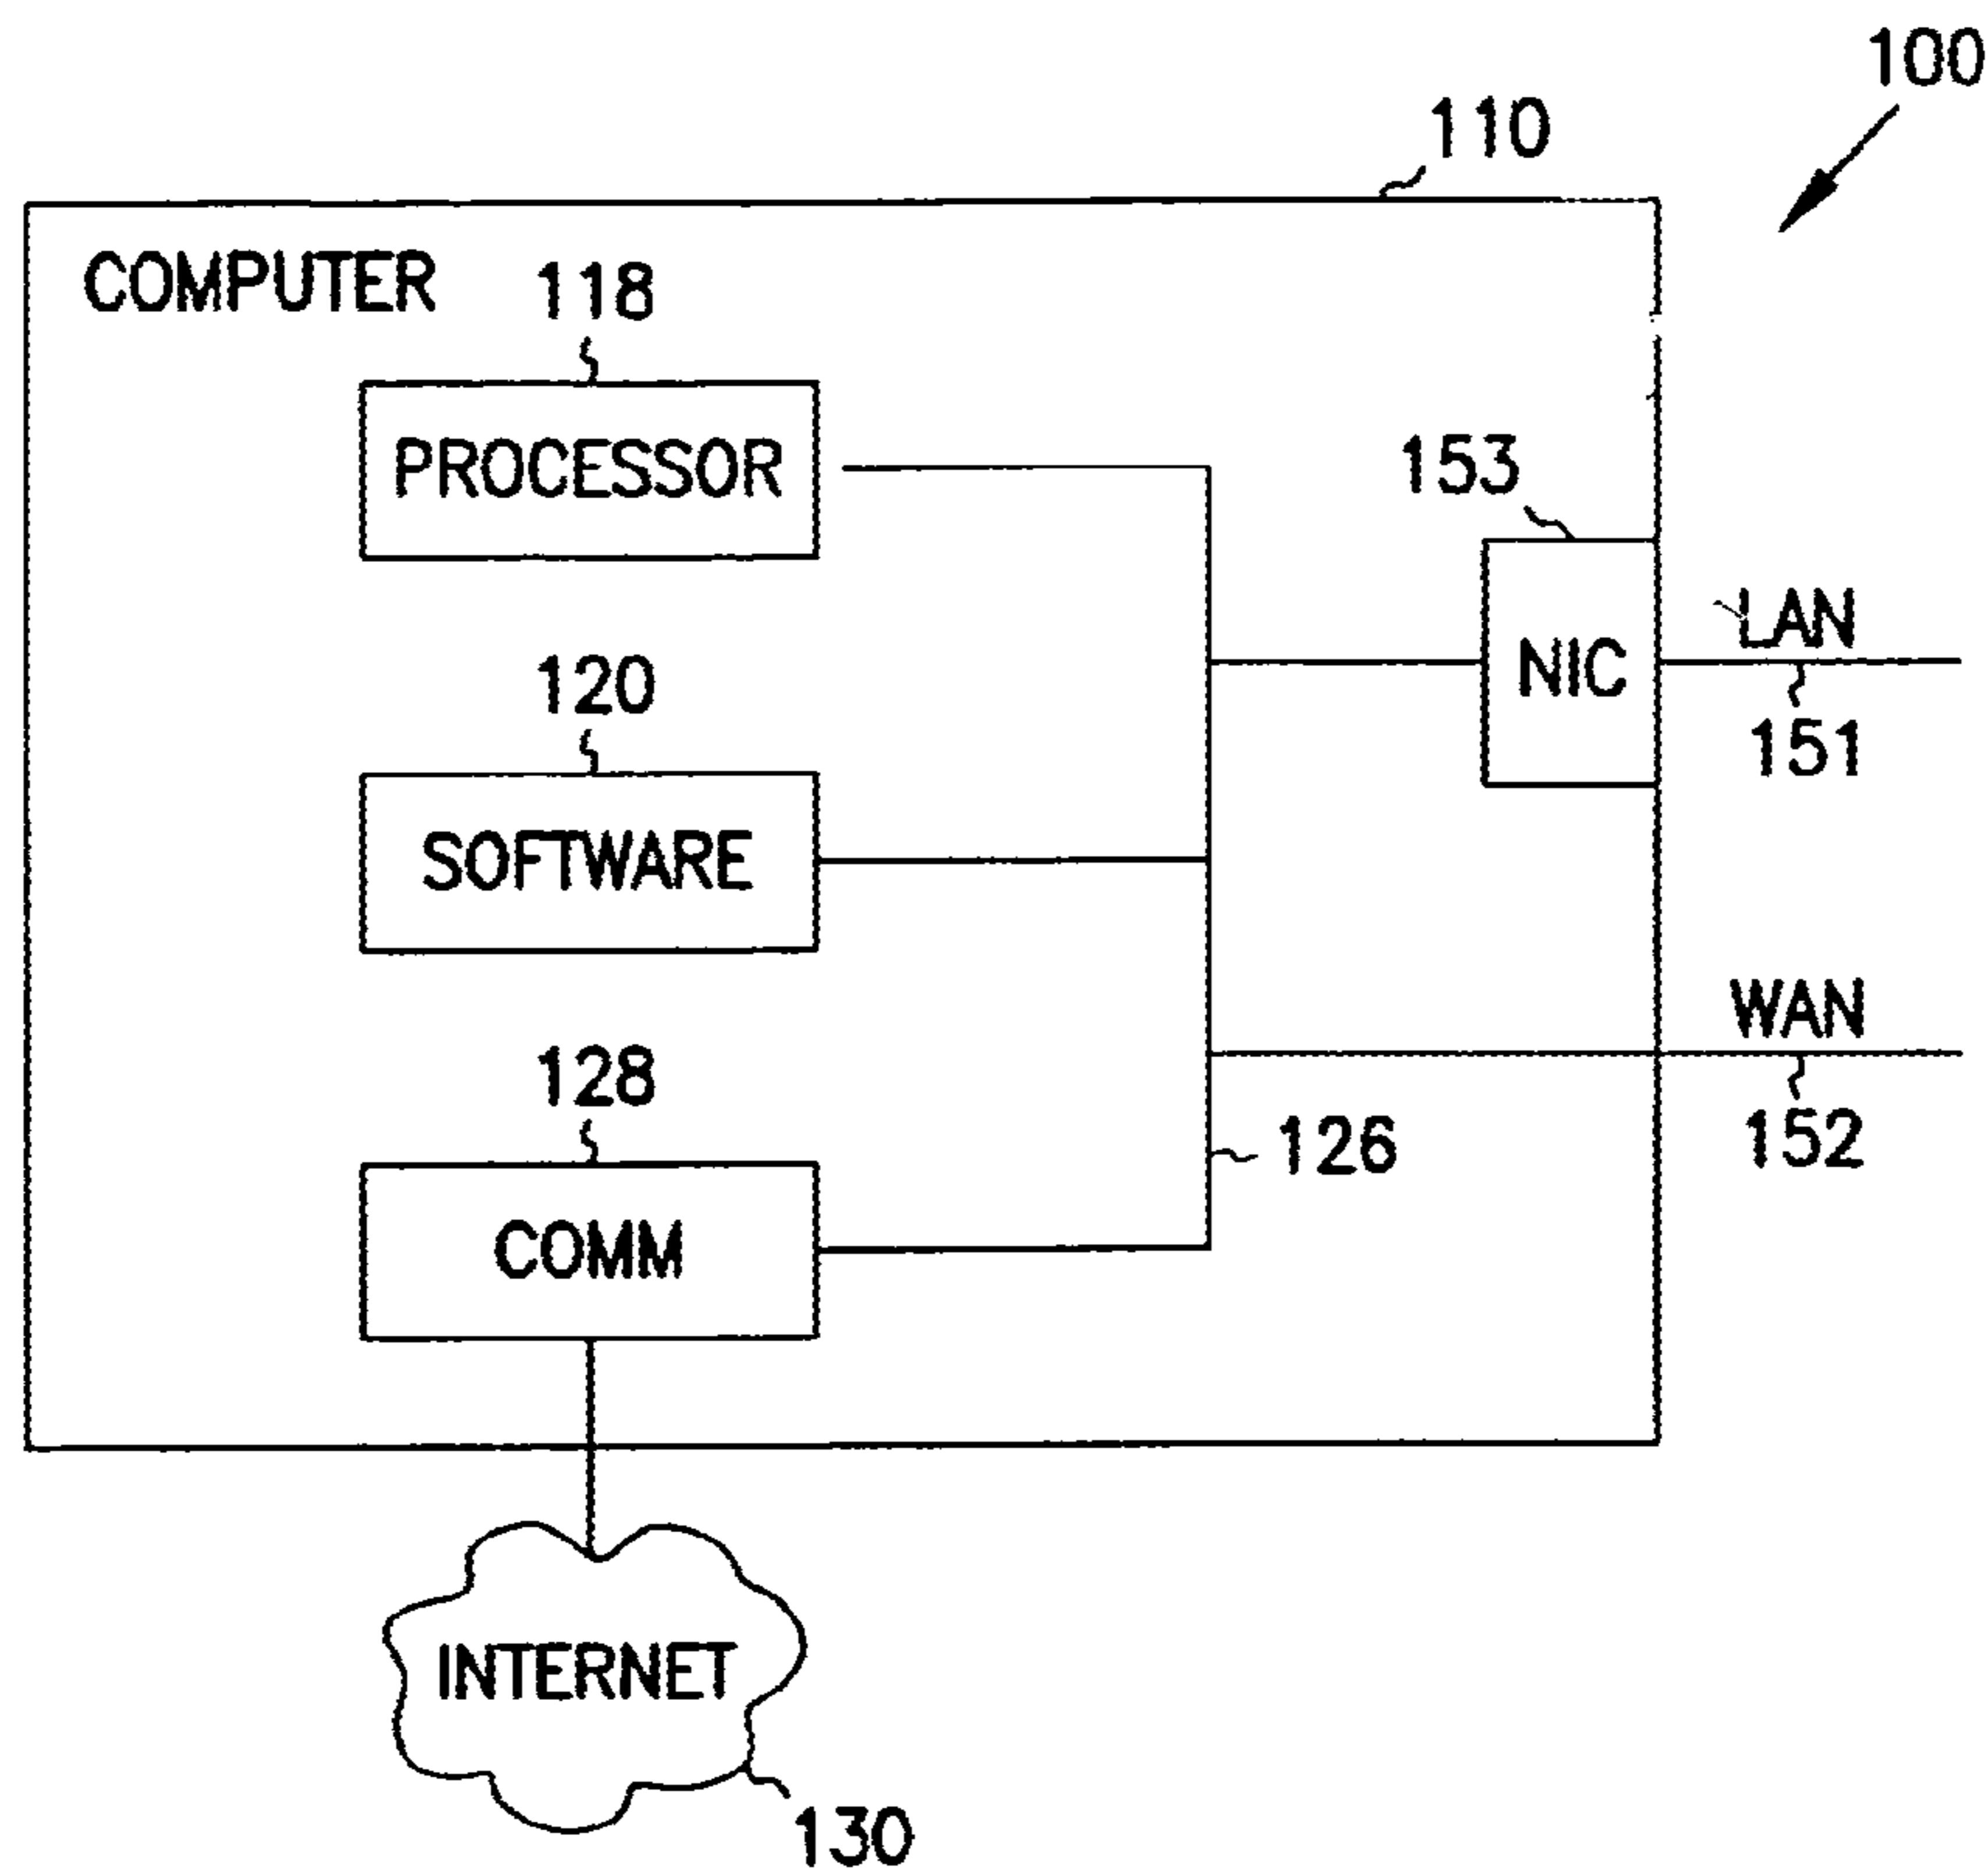 100
110
COMPUTER
118
PROCESSOR
153
NIC
LAN
151
120
SOFTWARE
WAN
152
128
126
COMM
INTERNET
130